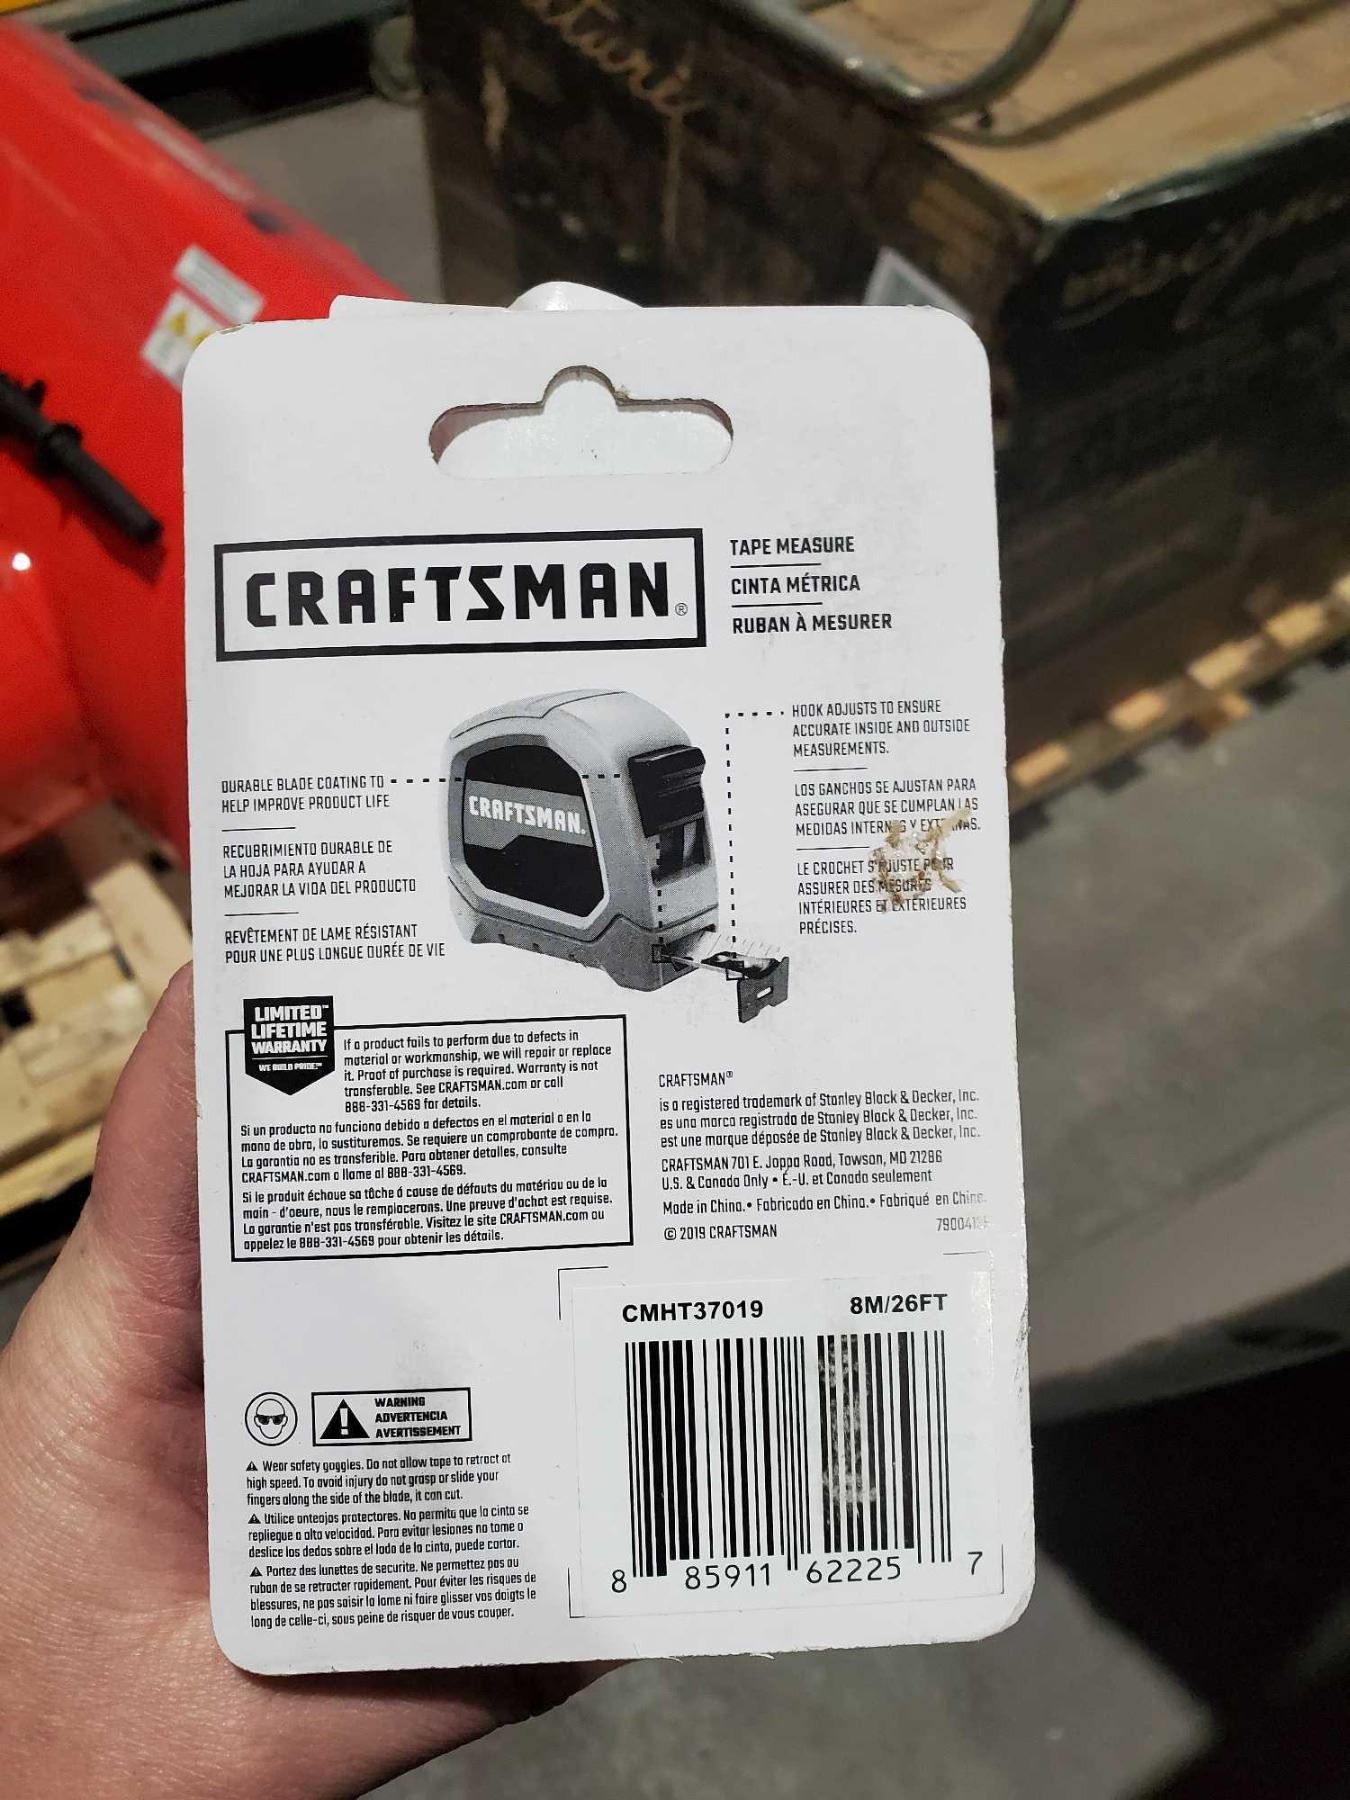 CRAFTSMAN®
TAPE MEASURE
CINTA MÉTRICA
RUBAN À MESURER
DURABLE BLADE COATING TO
HELP IMPROVE PRODUCT LIFE
RECUBRIMIENTO DURABLE DE
LA HOJA PARA AYUDAR A
MEJORAR LA VIDA DEL PRODUCTO
REVÊTEMENT DE LAME RÉSISTANT
POUR UNE PLUS LONGUE DURÉE DE VIE
CRAFTSMAN.
HOOK ADJUSTS TO ENSURE
ACCURATE INSIDE AND OUTSIDE
MEASUREMENTS.
LOS GANCHOS SE AJUSTAN PARA
ASEGURAR QUE SE CUMPLAN LAS
MEDIDAS Y
LE CROCHET
ASSURER DES MESURES
INTÉRIEURES ET EXTÉRIEURES
PRÉCISES.
LIMITED™
LIFETIME
WARRANTY
WE BUILD PRIDE™
If a product fails to perform due to defects in
material or workmanship, we will repair or replace
it. Proof of purchase is required. Warranty is not
transferable. See CRAFTSMAN.com or call
888-331-4569 for details.
Si un producto no funciona debido a defectos en el material o en la
mano de obra, lo sustituremos. Se requiere un comprobante de compra.
La garantía no es transferible. Para obtener detalles, consulte
CRAFTSMAN.com o llame al 888-331-4569.
Si le produit échoue sa tâche á cause de défauts du matériau ou de la
main - d'oeure, nous le remplacerons. Une preuve d'achat est requise.
La garantie n'est pas transférable. Visitez le site CRAFTSMAN.com ou
appelez le 888-331-4569 pour obtenir les détails.
CRAFTSMAN®
is a registered trademark of Stanley Black & Decker, Inc.
es una marca registrada de Stanley Black & Decker, Inc.
est une marque déposée de Stanley Black & Decker, Inc.
CRAFTSMAN 701 E. Joppa Road, Towson, MD 21286
U.S. & Canada Only • É.-U. et Canada seulement
Made in China. • Fabricado en China. • Fabriqué en Chine.
© 2019 CRAFTSMAN
CMHT37019 8M/26FT
8 85911 62225 7
WARNING
ADVERTENCIA
AVERTISSEMENT
Wear safety goggles. Do not allow tape to retract at
high speed. To avoid injury do not grasp or slide your
fingers along the side of the blade, it can cut.
Utilice anteojos protectores. No permita que la cinta se
repliegue a alta velocidad. Para evitar lesiones no tome o
deslice los dedos sobre el lado de la cinta, puede cortar.
Portez des lunettes de securite. Ne permettez pas au
ruban de se retracter rapidement. Pour éviter les risques de
blessures, ne pas saisir la lame ni faire glisser vos doigts le
long de celle-ci, sous peine de risquer de vous couper.